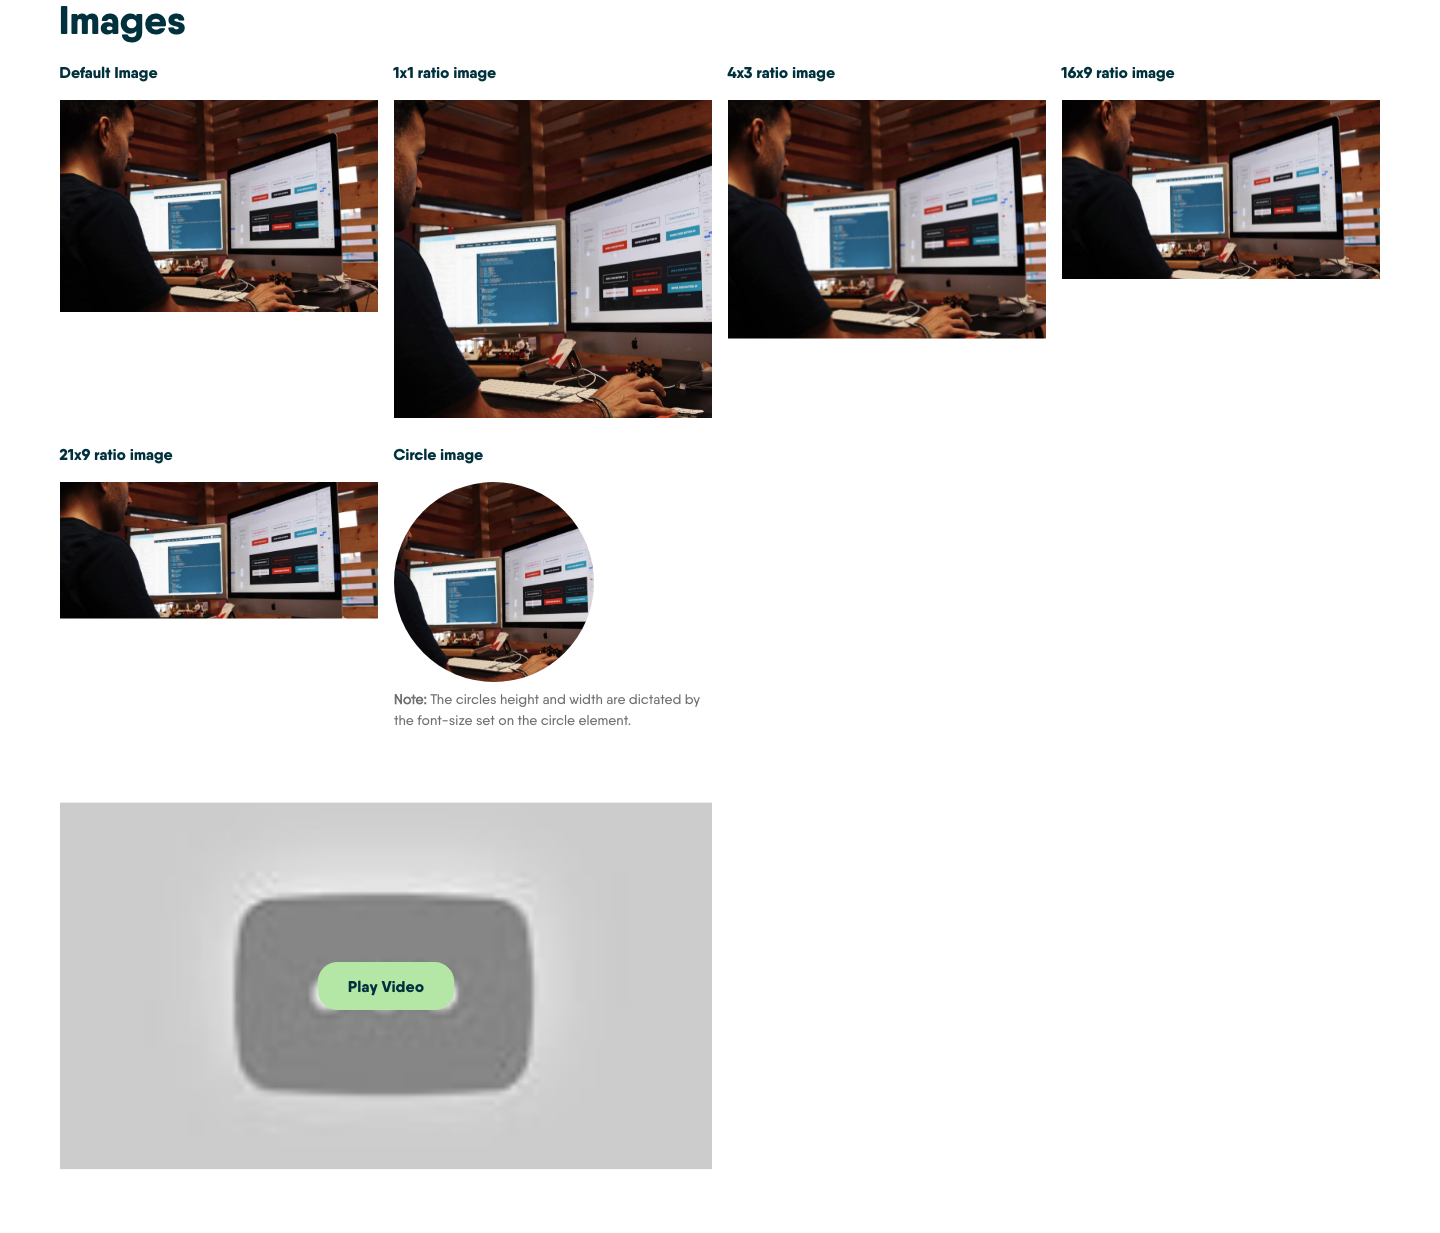 Images
Default Image
1x1 ratio image
4x3 ratio image
16x9 ratio image
21x9 ratio image
Circle image
Note: The circles height and width are dictated by
the font-size set on the circle element.
Play Video